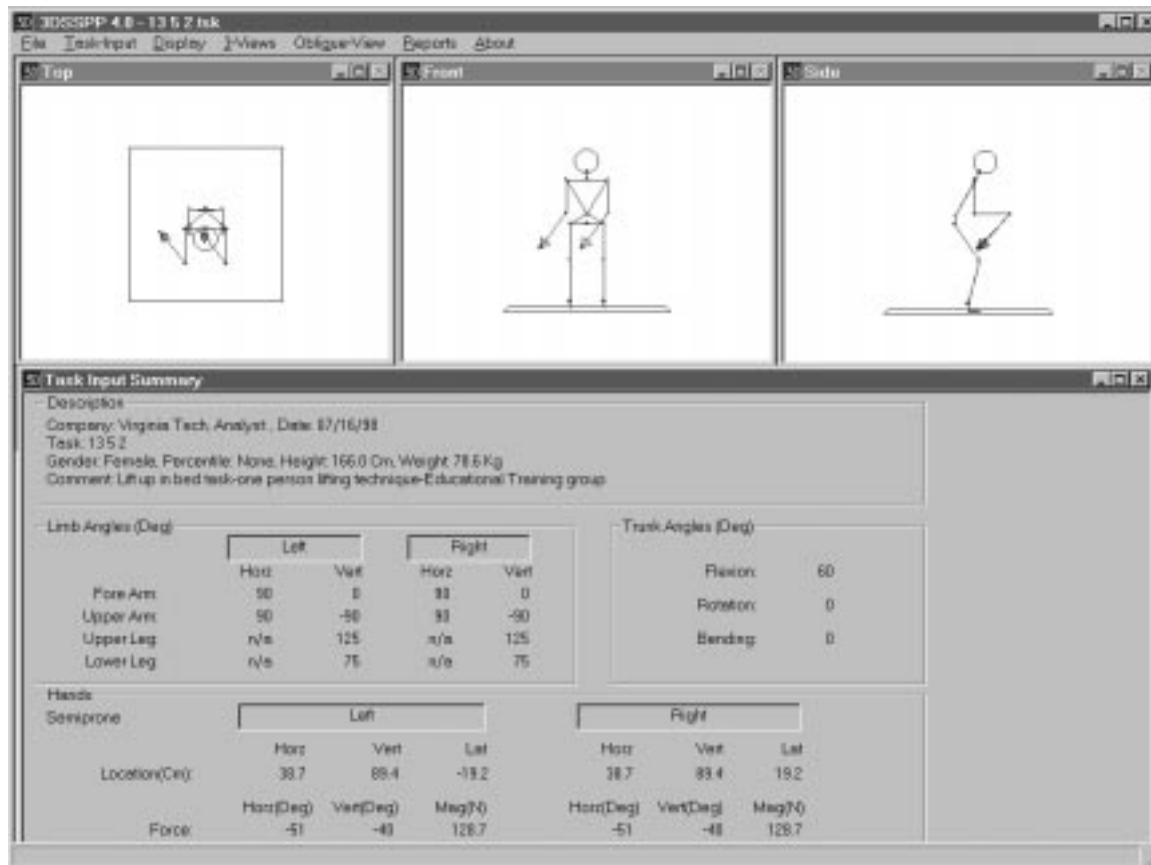 3DSSPP 4.0 - 13 5 2.tsk
File Task-Input Display 3-Views Oblique-View Reports About
Top Front Side
Task Input Summary
Description
Company: Virginia Tech, Analyst: , Date: 07/16/98
Task: 13 5 2
Gender: Female, Percentile: None, Height: 166.0 Cm, Weight: 78.6 Kg
Comment: Lift up in bed task-one person lifting technique-Educational Training group
Limb Angles (Deg) Trunk Angles (Deg)
Left Right
Horz Vert Horz Vert
Flexion: 60
Fore Arm: 90 0 90 0
Rotation: 0
Upper Arm: 90 -90 90 -90
Upper Leg: n/a 125 n/a 125
Bending: 0
Lower Leg: n/a 75 n/a 75
Hands
Semiprone Left Right
Horz Vert Lat Horz Vert Lat
Location(Cm): 38.7 89.4 -19.2 38.7 89.4 19.2
Horz(Deg) Vert(Deg) Mag(N) Horz(Deg) Vert(Deg) Mag(N)
Force: -51 -40 128.7 -51 -40 128.7